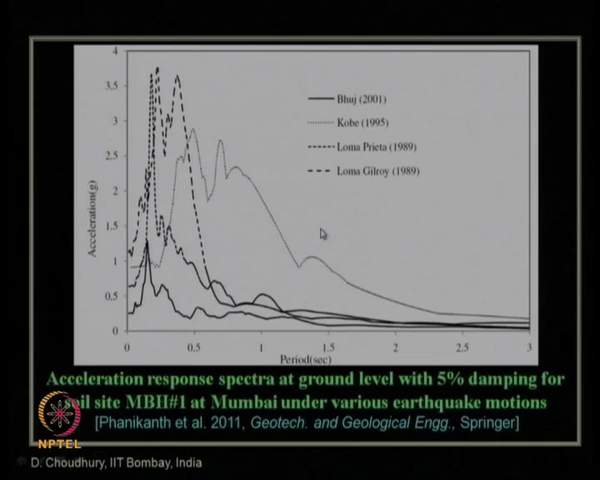 4
3.5
3
2.5
2
1.5
1
0.5
0
Acceleration(g)
Bhuj (2001)
Kobe (1995)
Loma Prieta (1989)
Loma Gilroy (1989)
0 0.5 1 1.5 2 2.5 3
Period(sec)
Acceleration response spectra at ground level with 5% damping for
soil site MBH#1 at Mumbai under various earthquake motions
[Phanikanth et al. 2011, Geotech. and Geological Engg., Springer]
NPTEL
D. Choudhury, IIT Bombay, India